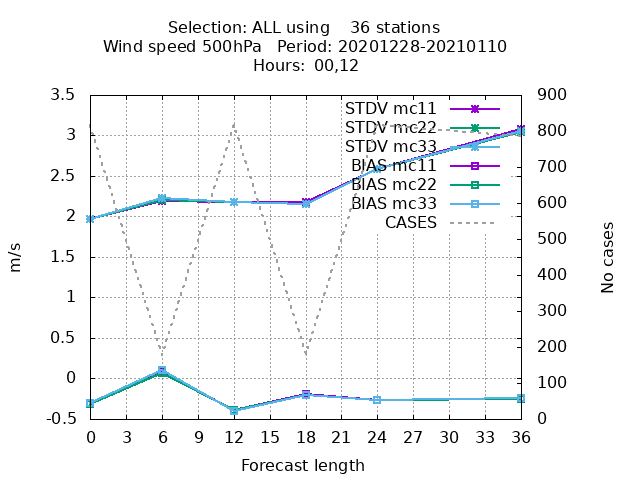 Selection: ALL using    36 stations
Wind speed 500hPa   Period: 20201228-20210110
Hours:  00,12
3.5
3
2.5
2
1.5
1
0.5
0
-0.5
m/s
STDV mc11
STDV mc22
STDV mc33
BIAS mc11
BIAS mc22
BIAS mc33
CASES
900
800
700
600
500
400
300
200
100
0
No cases
0 3 6 9 12 15 18 21 24 27 30 33 36
Forecast length